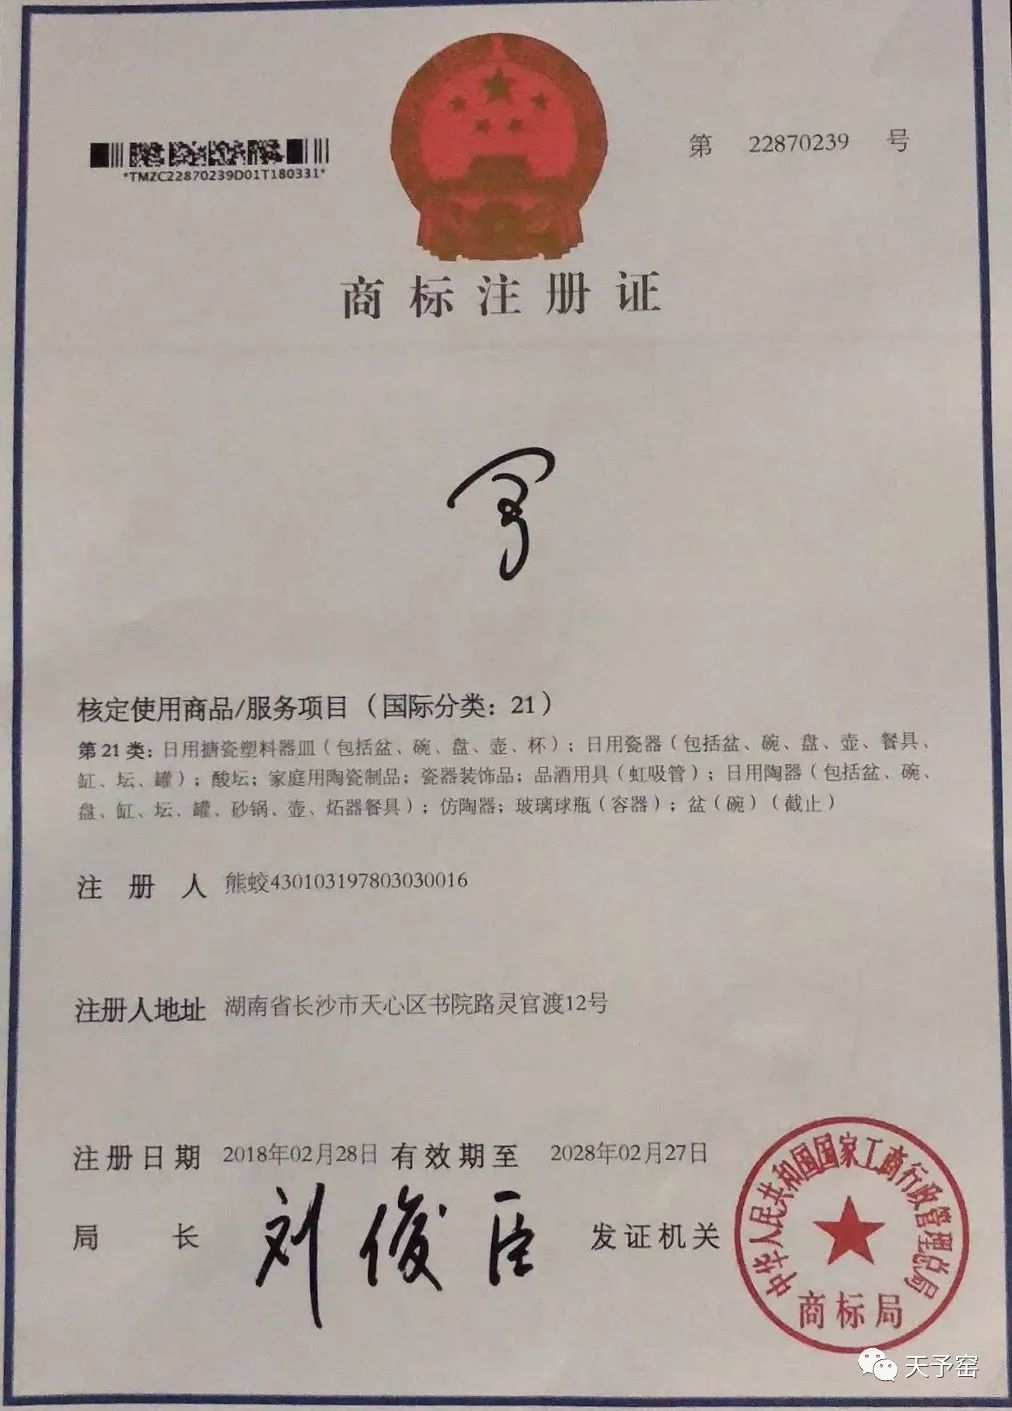 第 22870239 号
*TMZC22870239D01T180331*
商标注册证
核定使用商品/服务项目（国际分类：21）
第 21 类：日用搪瓷塑料器皿（包括盆、碗、盘、壶、杯）；日用瓷器（包括盆、碗、盘、壶、餐具、
缸、坛、罐）；酸坛；家庭用陶瓷制品；瓷器装饰品；品酒用具（虹吸管）；日用陶器（包括盆、碗、
盘、缸、坛、罐、砂锅、壶、炻器餐具）；仿陶器；玻璃球瓶（容器）；盆（碗）（截止）
注册人 熊蛟430103197803030016
注册人地址 湖南省长沙市天心区书院路灵官渡12号
注册日期 2018年02月28日 有效期至 2028年02月27日
局长 刘俊臣 发证机关
中华人民共和国国家工商行政管理总局
商标局
天予窑